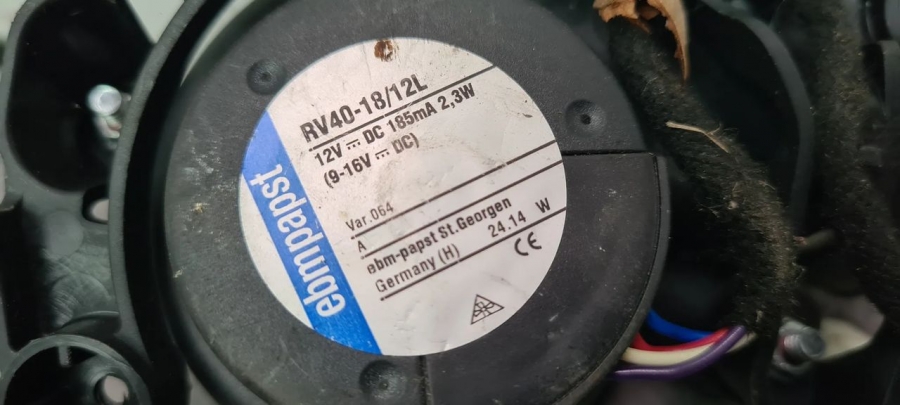 RV40-18/12L
12V ⎓ DC 185mA 2,3W
(9-16V ⎓ DC)
Var.064
A
ebm-papst St.Georgen
Germany (H) 24.14 W
CE
ebmpapst